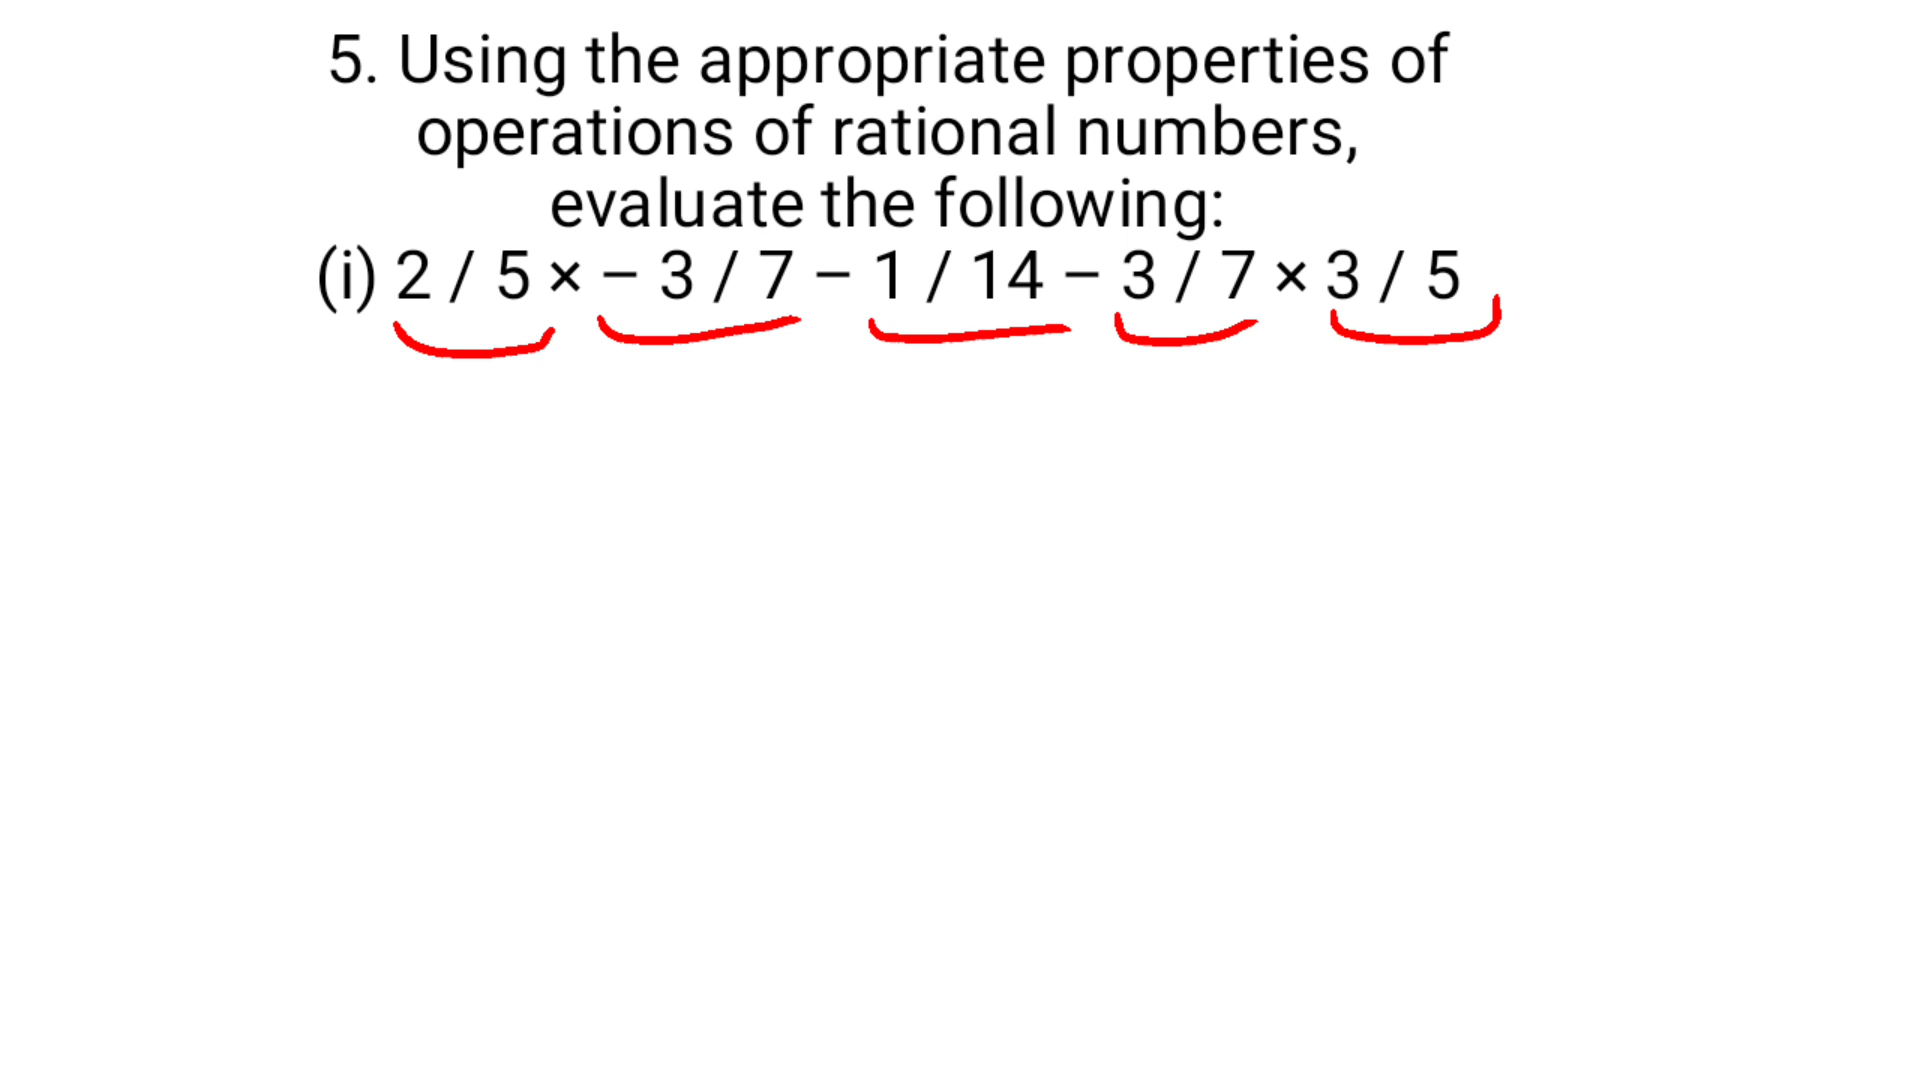 5. Using the appropriate properties of
operations of rational numbers,
evaluate the following:
(i) 2 / 5 × – 3 / 7 – 1 / 14 – 3 / 7 × 3 / 5